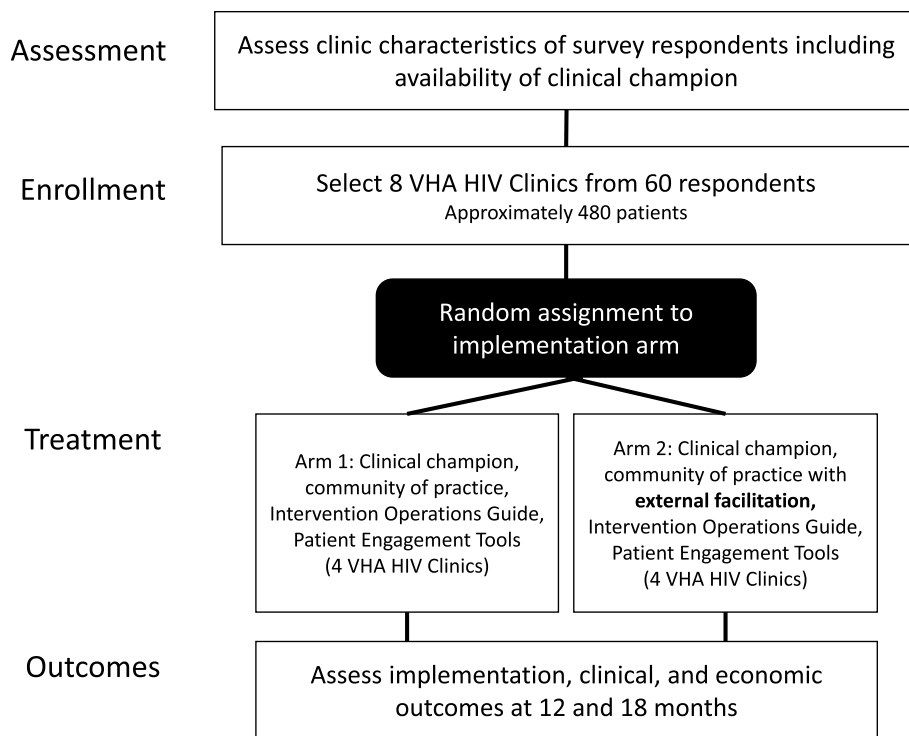 Assessment
Assess clinic characteristics of survey respondents including
availability of clinical champion
Enrollment
Select 8 VHA HIV Clinics from 60 respondents
Approximately 480 patients
Random assignment to
implementation arm
Treatment
Arm 1: Clinical champion,
community of practice,
Intervention Operations Guide,
Patient Engagement Tools
(4 VHA HIV Clinics)
Arm 2: Clinical champion,
community of practice with
external facilitation,
Intervention Operations Guide,
Patient Engagement Tools
(4 VHA HIV Clinics)
Outcomes
Assess implementation, clinical, and economic
outcomes at 12 and 18 months